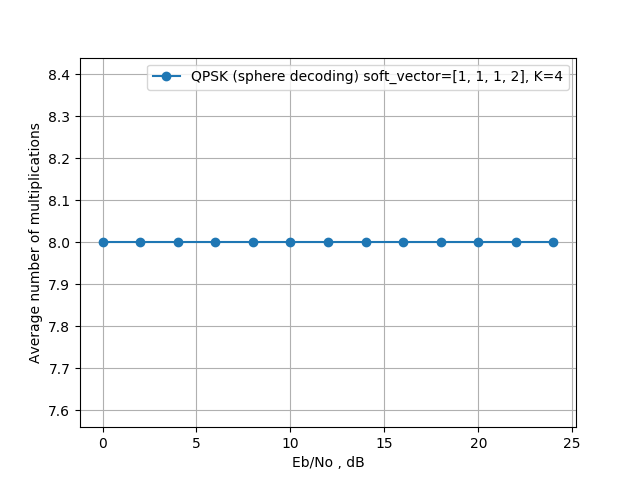 QPSK (sphere decoding) soft_vector=[1, 1, 1, 2], K=4
8.4
8.3
8.2
8.1
8.0
7.9
7.8
7.7
7.6
Average number of multiplications
0 5 10 15 20 25
Eb/No , dB